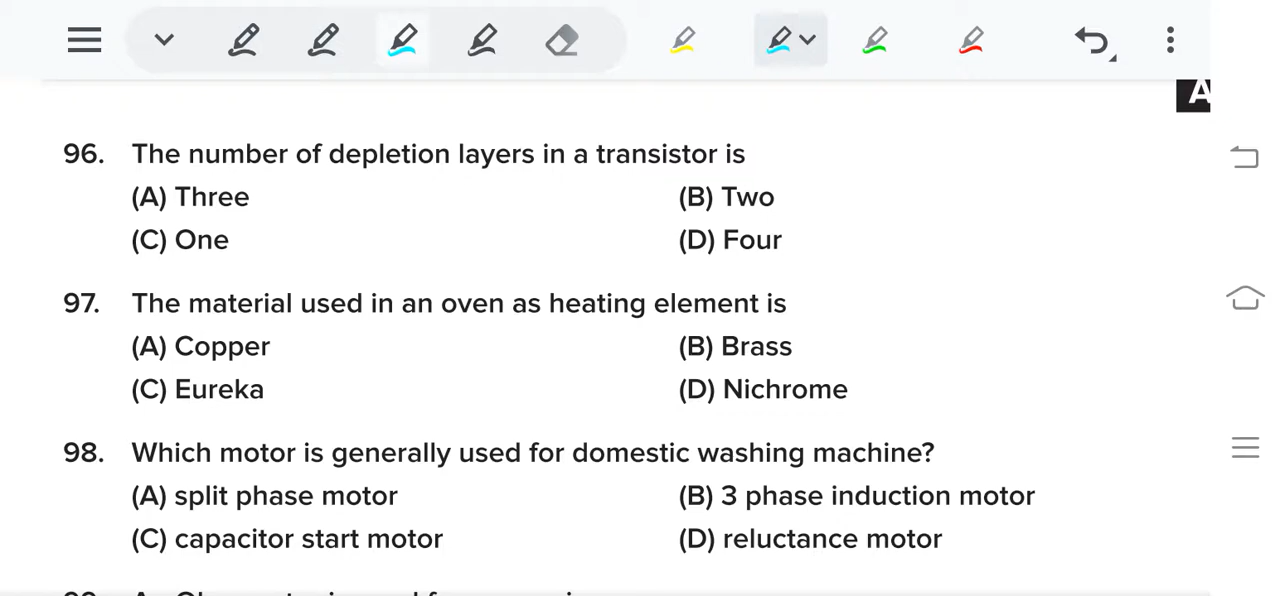 A
96. The number of depletion layers in a transistor is
(A) Three (B) Two
(C) One (D) Four
97. The material used in an oven as heating element is
(A) Copper (B) Brass
(C) Eureka (D) Nichrome
98. Which motor is generally used for domestic washing machine?
(A) split phase motor (B) 3 phase induction motor
(C) capacitor start motor (D) reluctance motor